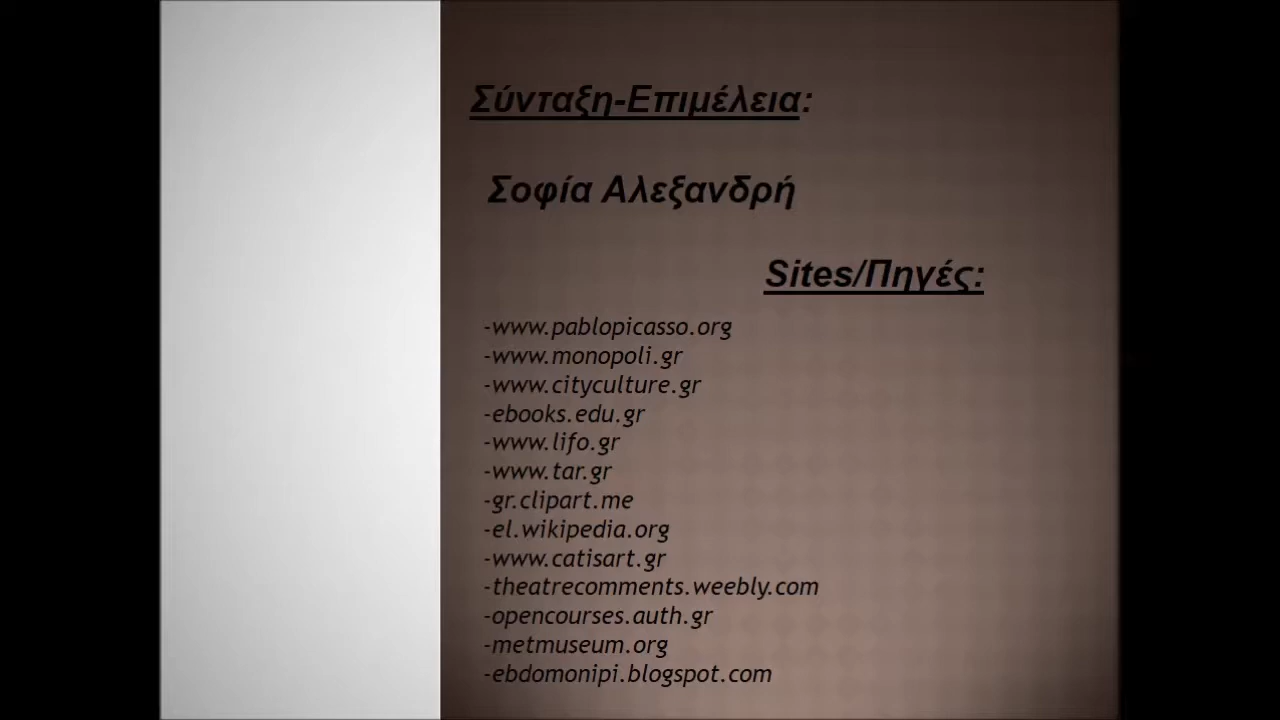 Σύνταξη-Επιμέλεια:
Σοφία Αλεξανδρή
Sites/Πηγές:
-www.pablopicasso.org
-www.monopoli.gr
-www.cityculture.gr
-ebooks.edu.gr
-www.lifo.gr
-www.tar.gr
-gr.clipart.me
-el.wikipedia.org
-www.catisart.gr
-theatrecomments.weebly.com
-opencourses.auth.gr
-metmuseum.org
-ebdomonipi.blogspot.com